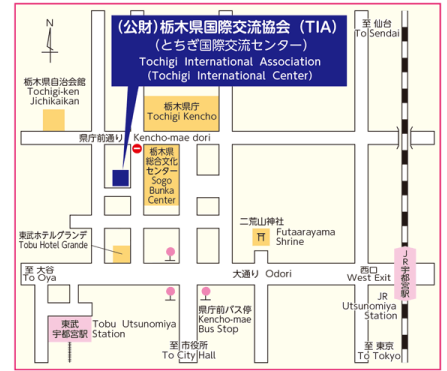 (公財)栃木県国際交流協会(TIA)
(とちぎ国際交流センター)
Tochigi International Association
(Tochigi International Center)
至 仙台
To Sendai
N
栃木県自治会館
Tochigi-ken
Jichikaikan
栃木県庁
Tochigi Kencho
県庁前通り Kencho-mae dori
栃木県
総合文化
センター
Sogo
Bunka
Center
東武ホテルグランデ
Tobu Hotel Grande
二荒山神社
Futaarayama
Shrine
至 大谷
To Oya
大通り Odori
西口
West Exit
JR宇都宮駅
JR
Utsunomiya
Station
県庁前バス停
Kencho-mae
Bus Stop
東武
宇都宮駅
Tobu Utsunomiya
Station
至 市役所
To City Hall
至 東京
To Tokyo